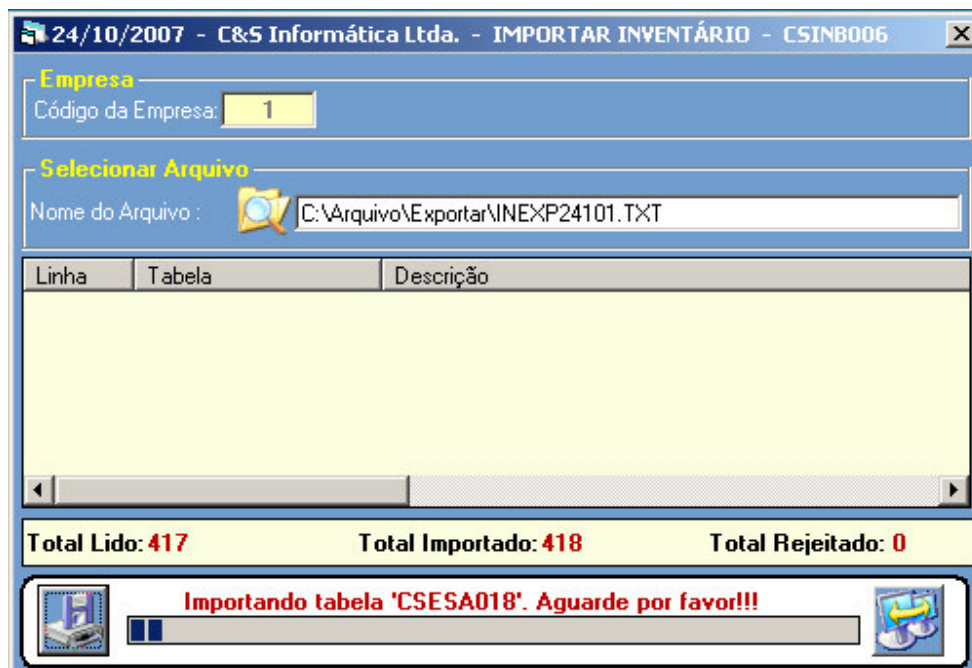 24/10/2007 - C&S Informática Ltda. - IMPORTAR INVENTÁRIO - CSINB006
Empresa
Código da Empresa: 1
Selecionar Arquivo
Nome do Arquivo : C:\Arquivo\Exportar\INEXP24101.TXT
Linha Tabela Descrição
Total Lido: 417 Total Importado: 418 Total Rejeitado: 0
Importando tabela 'CSESA018'. Aguarde por favor!!!